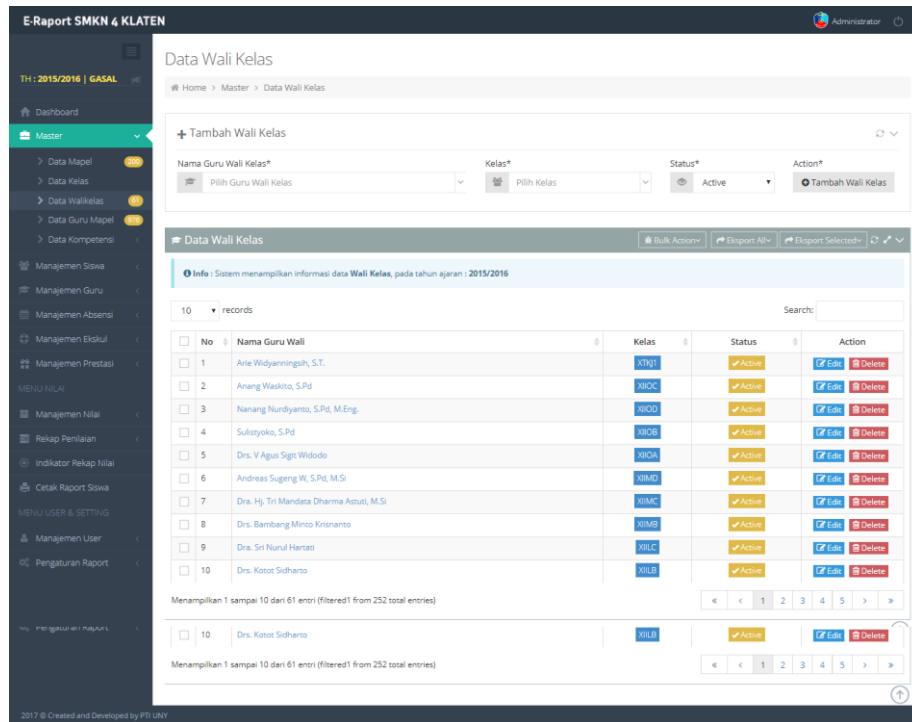 E-Raport SMKN 4 KLATEN
Administrator
TH : 2015/2016 | GASAL
Dashboard
Master
Data Mapel 200
Data Kelas
Data Walikelas 61
Data Guru Mapel
Data Kompetensi
Manajemen Siswa
Manajemen Guru
Manajemen Absensi
Manajemen Ekskul
Manajemen Prestasi
MENU NILAI
Manajemen Nilai
Rekap Penilaian
Indikator Rekap Nilai
Cetak Raport Siswa
MENU USER & SETTING
Manajemen User
Pengaturan Raport
Pengaturan Raport
Data Wali Kelas
Home > Master > Data Wali Kelas
Tambah Wali Kelas
Nama Guru Wali Kelas* Kelas* Status* Action*
Pilih Guru Wali Kelas Pilih Kelas Active Tambah Wali Kelas
Data Wali Kelas Bulk Action Eksport All Eksport Selected
Info : Sistem menampilkan informasi data Wali Kelas, pada tahun ajaran : 2015/2016
10 records Search:
No Nama Guru Wali Kelas Status Action
1 Arie Widyanningsih, S.T. XTKJ1 Active Edit Delete
2 Anang Waskito, S.Pd XIIOC Active Edit Delete
3 Nanang Nurdiyanto, S.Pd, M.Eng. XIIOD Active Edit Delete
4 Sulistyoko, S.Pd XIIOB Active Edit Delete
5 Drs. V Agus Sigit Widodo XIIOA Active Edit Delete
6 Andreas Sugeng W, S.Pd, M.Si XIIMD Active Edit Delete
7 Dra. Hj. Tri Mandata Dharma Astuti, M.Si XIIMC Active Edit Delete
8 Drs. Bambang Minto Krisnanto XIIMB Active Edit Delete
9 Dra. Sri Nurul Hartati XIILC Active Edit Delete
10 Drs. Kotot Sidharto XIILB Active Edit Delete
Menampilkan 1 sampai 10 dari 61 entri (filtered1 from 252 total entries) « < 1 2 3 4 5 > »
10 Drs. Kotot Sidharto XIILB Active Edit Delete
Menampilkan 1 sampai 10 dari 61 entri (filtered1 from 252 total entries) « < 1 2 3 4 5 > »
2017 © Created and Developed by PTI UNY